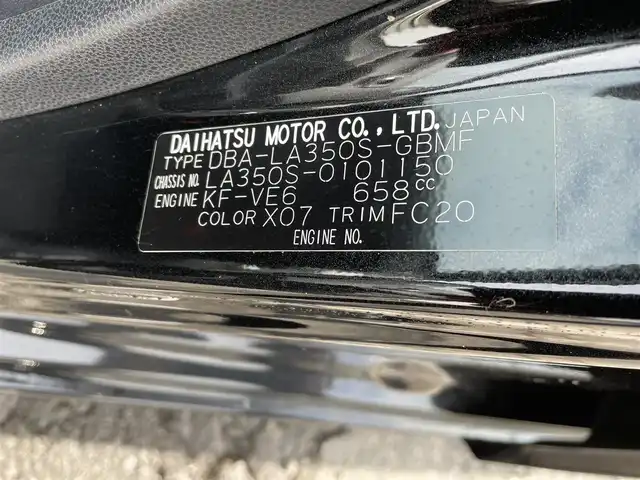 DAIHATSU MOTOR CO., LTD. JAPAN
TYPE DBA-LA350S-GBMF
CHASSIS NO. LA350S-0101150
ENGINE KF-VE6 658cc
COLOR X07 TRIM FC20
ENGINE NO.